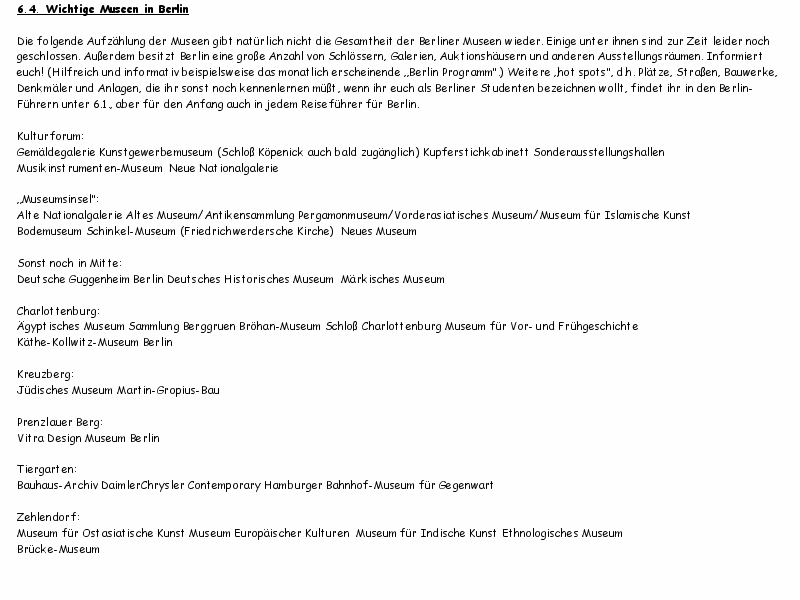 6.4. Wichtige Museen in Berlin
Die folgende Aufzählung der Museen gibt natürlich nicht die Gesamtheit der Berliner Museen wieder. Einige unter ihnen sind zur Zeit leider noch
geschlossen. Außerdem besitzt Berlin eine große Anzahl von Schlössern, Galerien, Auktionshäusern und anderen Ausstellungsräumen. Informiert
euch! (Hilfreich und informativ beispielsweise das monatlich erscheinende „Berlin Programm".) Weitere „hot spots", d.h. Plätze, Straßen, Bauwerke,
Denkmäler und Anlagen, die ihr sonst noch kennenlernen müßt, wenn ihr euch als Berliner Studenten bezeichnen wollt, findet ihr in den Berlin-
Führern unter 6.1., aber für den Anfang auch in jedem Reiseführer für Berlin.
Kulturforum:
Gemäldegalerie Kunstgewerbemuseum (Schloß Köpenick auch bald zugänglich) Kupferstichkabinett Sonderausstellungshallen
Musikinstrumenten-Museum Neue Nationalgalerie
„Museumsinsel":
Alte Nationalgalerie Altes Museum/Antikensammlung Pergamonmuseum/Vorderasiatisches Museum/Museum für Islamische Kunst
Bodemuseum Schinkel-Museum (Friedrichwerdersche Kirche) Neues Museum
Sonst noch in Mitte:
Deutsche Guggenheim Berlin Deutsches Historisches Museum Märkisches Museum
Charlottenburg:
Ägyptisches Museum Sammlung Berggruen Bröhan-Museum Schloß Charlottenburg Museum für Vor- und Frühgeschichte
Käthe-Kollwitz-Museum Berlin
Kreuzberg:
Jüdisches Museum Martin-Gropius-Bau
Prenzlauer Berg:
Vitra Design Museum Berlin
Tiergarten:
Bauhaus-Archiv DaimlerChrysler Contemporary Hamburger Bahnhof-Museum für Gegenwart
Zehlendorf:
Museum für Ostasiatische Kunst Museum Europäischer Kulturen Museum für Indische Kunst Ethnologisches Museum
Brücke-Museum